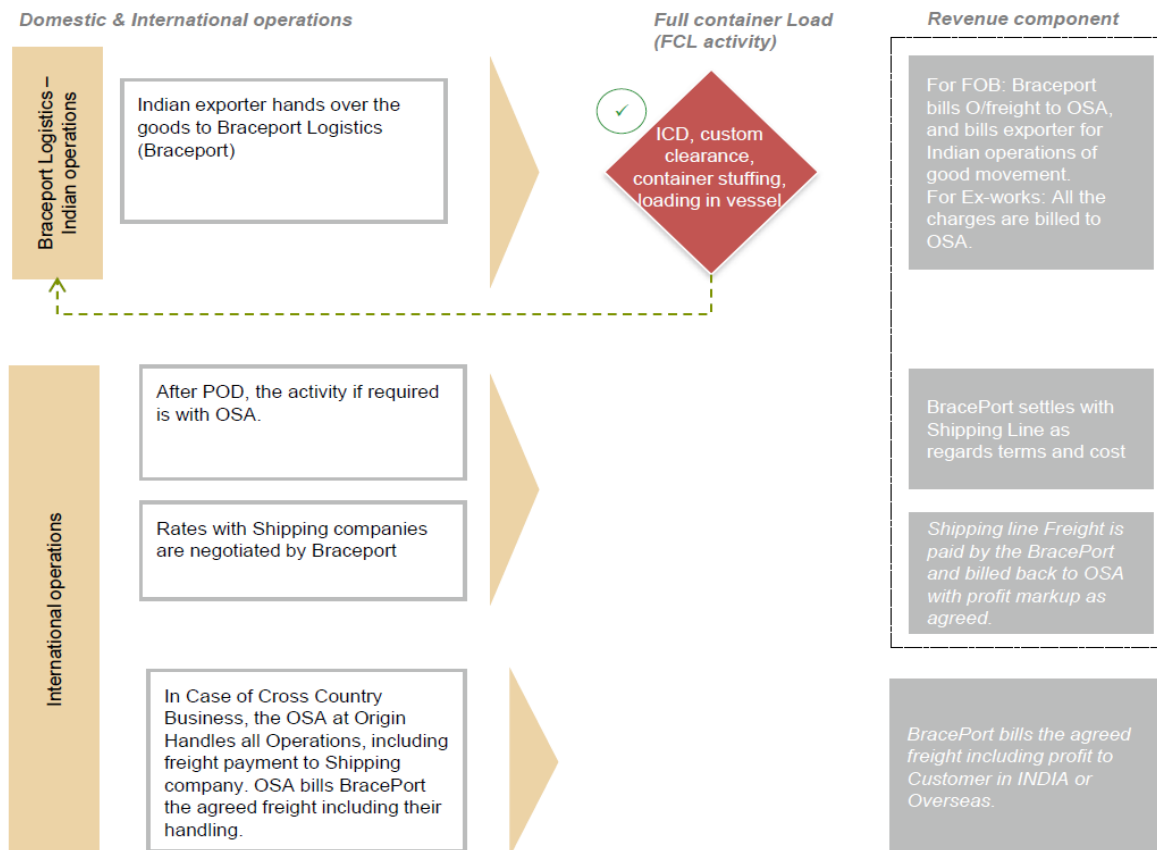 Domestic & International operations
Full container Load
(FCL activity)
Revenue component
Braceport Logistics –
Indian operations
Indian exporter hands over the
goods to Braceport Logistics
(Braceport)
ICD, custom
clearance,
container stuffing,
loading in vessel
For FOB: Braceport
bills O/freight to OSA,
and bills exporter for
Indian operations of
good movement.
For Ex-works: All the
charges are billed to
OSA.
International operations
After POD, the activity if required
is with OSA.
BracePort settles with
Shipping Line as
regards terms and cost
Rates with Shipping companies
are negotiated by Braceport
Shipping line Freight is
paid by the BracePort
and billed back to OSA
with profit markup as
agreed.
In Case of Cross Country
Business, the OSA at Origin
Handles all Operations, including
freight payment to Shipping
company. OSA bills BracePort
the agreed freight including their
handling.
BracePort bills the agreed
freight including profit to
Customer in INDIA or
Overseas.